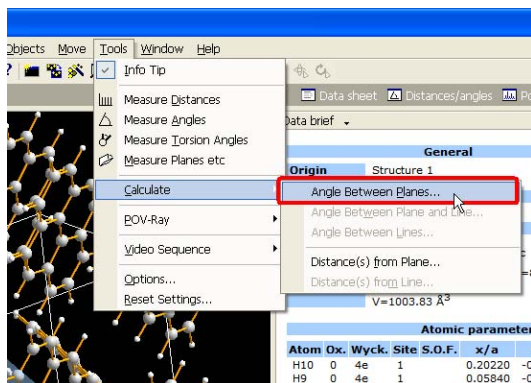 Objects Move Tools Window Help
Info Tip
Data sheet Distances/angles
Measure Distances
Measure Angles
Data brief
Measure Torsion Angles
Measure Planes etc
General
Origin Structure 1
Calculate
Angle Between Planes...
Angle Between Plane and Line...
POV-Ray
Angle Between Lines...
Video Sequence
Distance(s) from Plane...
Options...
Distance(s) from Line...
Reset Settings...
V=1003.83 Å3
Atomic parameter
Atom Ox. Wyck. Site S.O.F. x/a
H10 0 4e 1 0.20220 -0
H9 0 4e 1 0.05840 -0